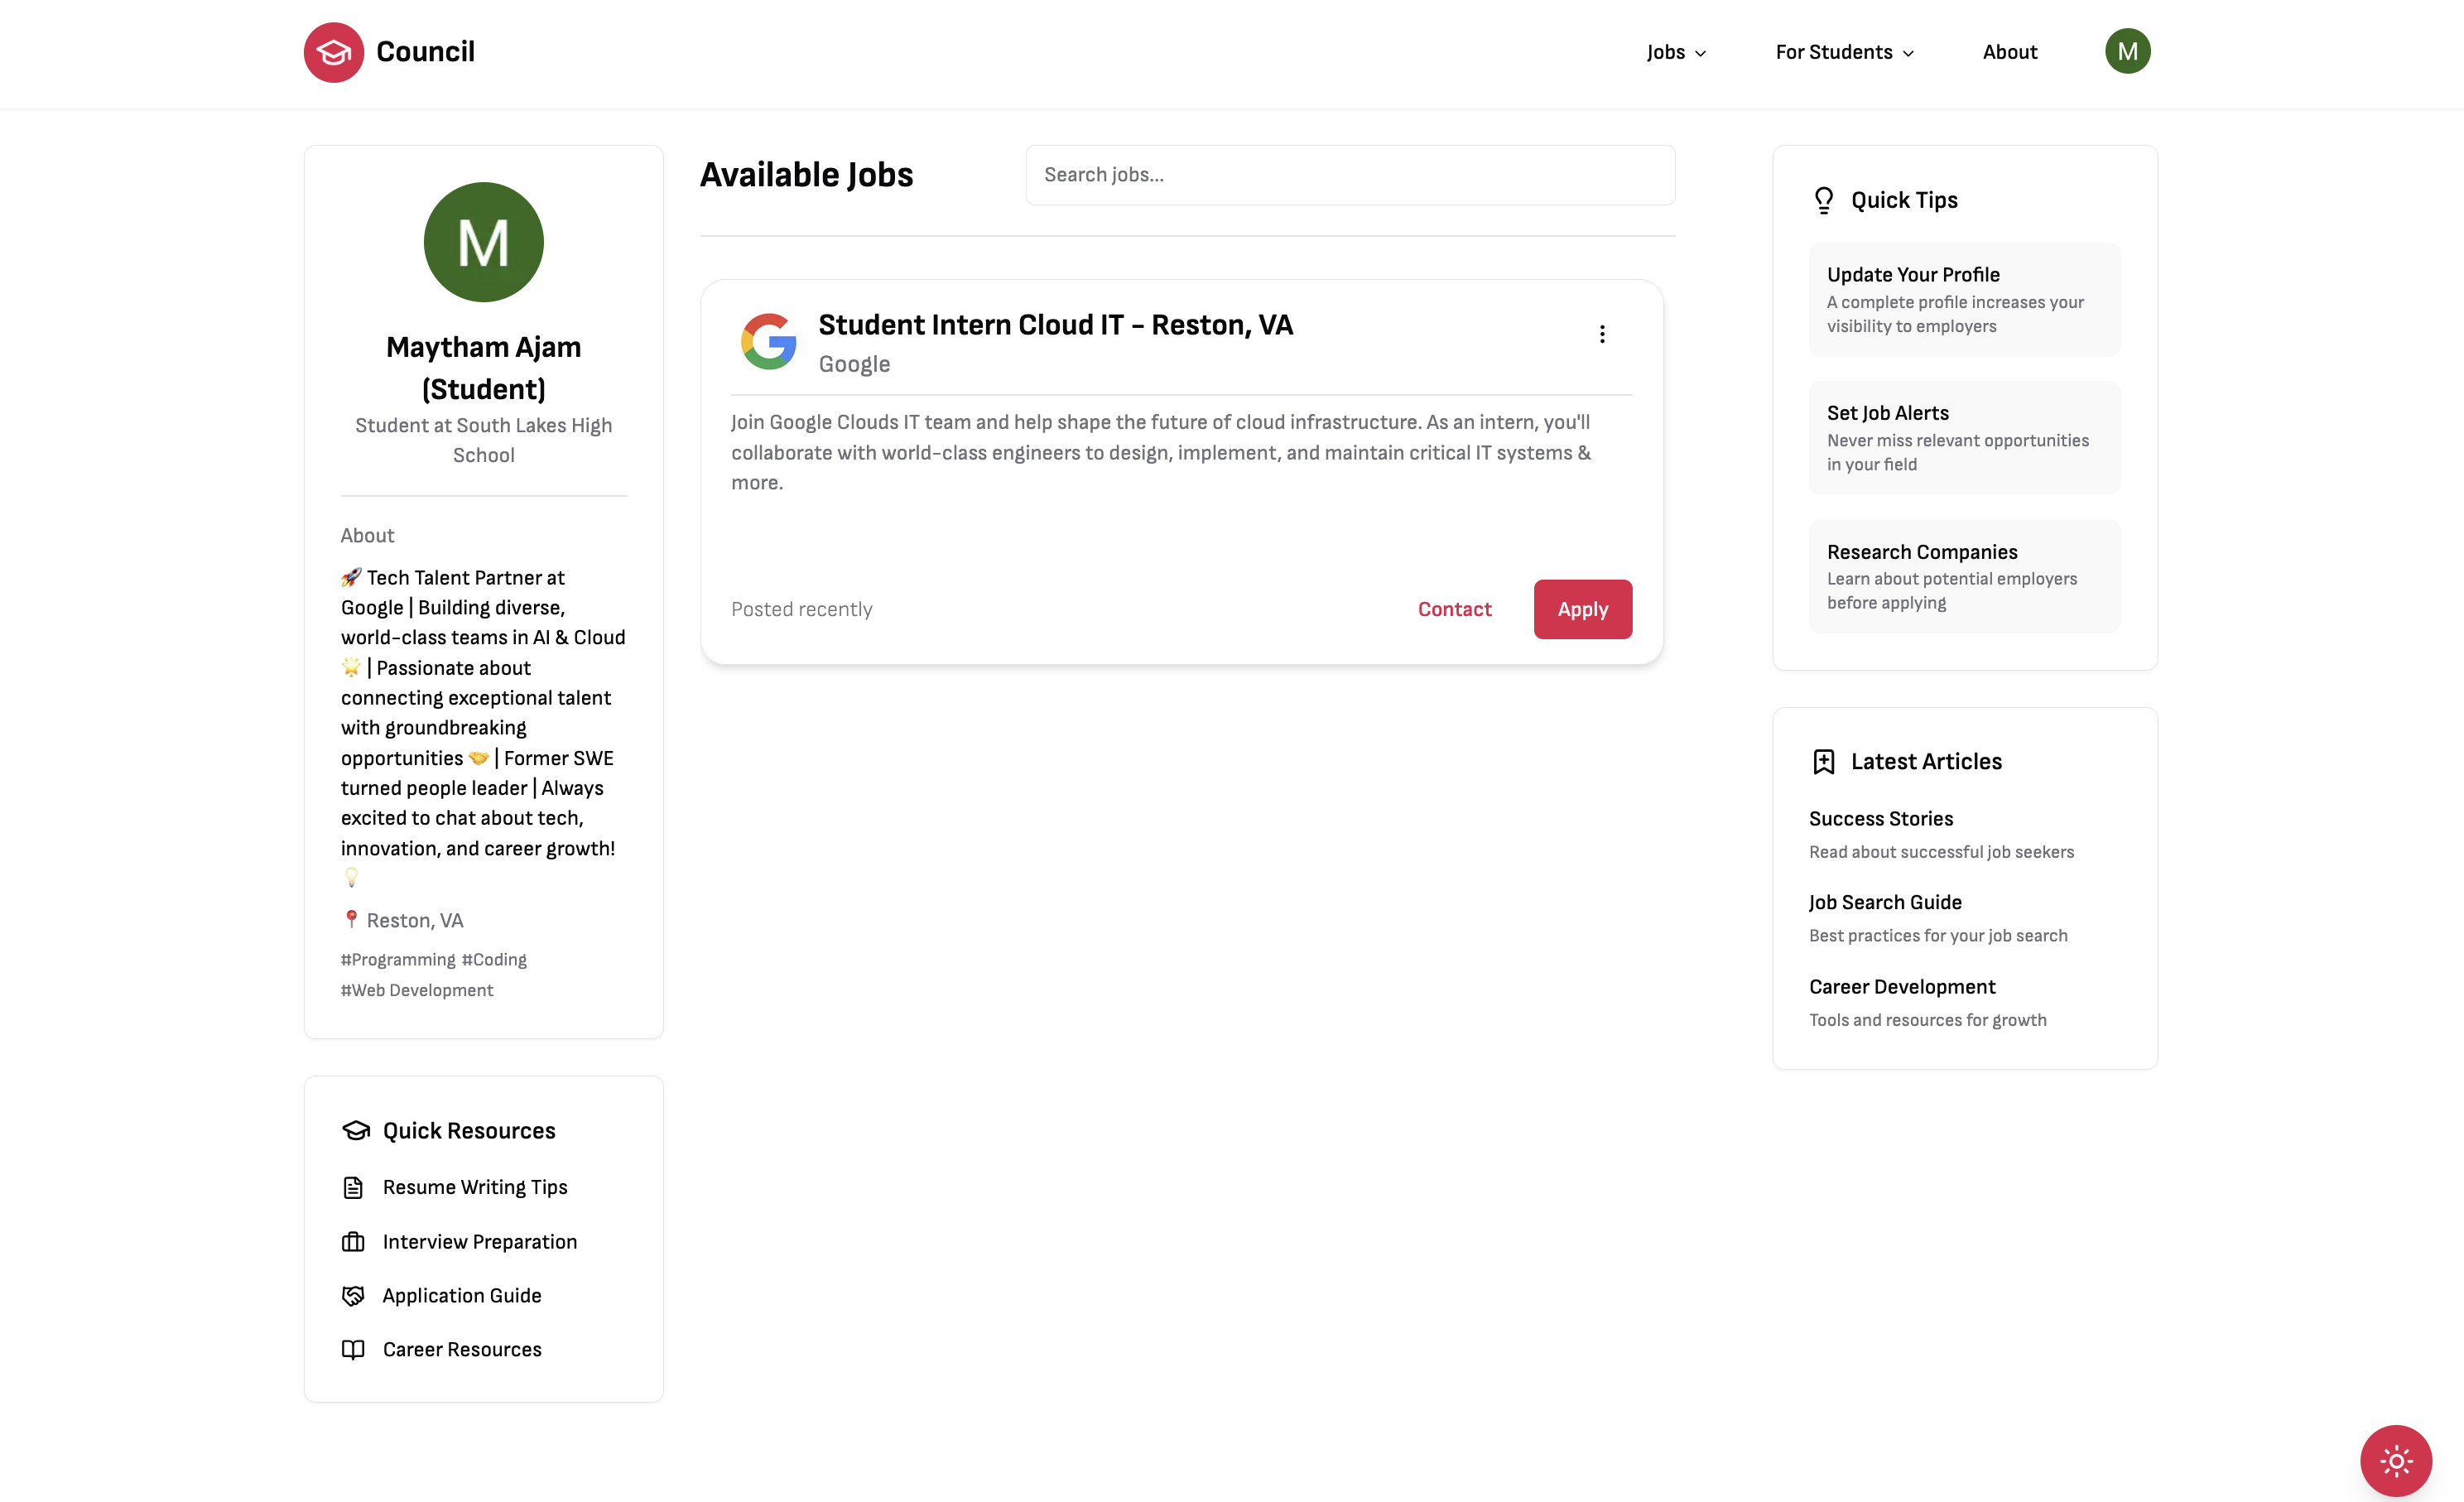 Council
Jobs
For Students
About
M
M
Maytham Ajam
(Student)
Student at South Lakes High
School
About
🚀 Tech Talent Partner at
Google | Building diverse,
world-class teams in AI & Cloud
🌟 | Passionate about
connecting exceptional talent
with groundbreaking
opportunities 🤝 | Former SWE
turned people leader | Always
excited to chat about tech,
innovation, and career growth!
💡
📍 Reston, VA
#Programming #Coding
#Web Development
Quick Resources
Resume Writing Tips
Interview Preparation
Application Guide
Career Resources
Available Jobs
Search jobs...
Student Intern Cloud IT - Reston, VA
Google
Join Google Clouds IT team and help shape the future of cloud infrastructure. As an intern, you'll
collaborate with world-class engineers to design, implement, and maintain critical IT systems &
more.
Posted recently
Contact
Apply
Quick Tips
Update Your Profile
A complete profile increases your
visibility to employers
Set Job Alerts
Never miss relevant opportunities
in your field
Research Companies
Learn about potential employers
before applying
Latest Articles
Success Stories
Read about successful job seekers
Job Search Guide
Best practices for your job search
Career Development
Tools and resources for growth